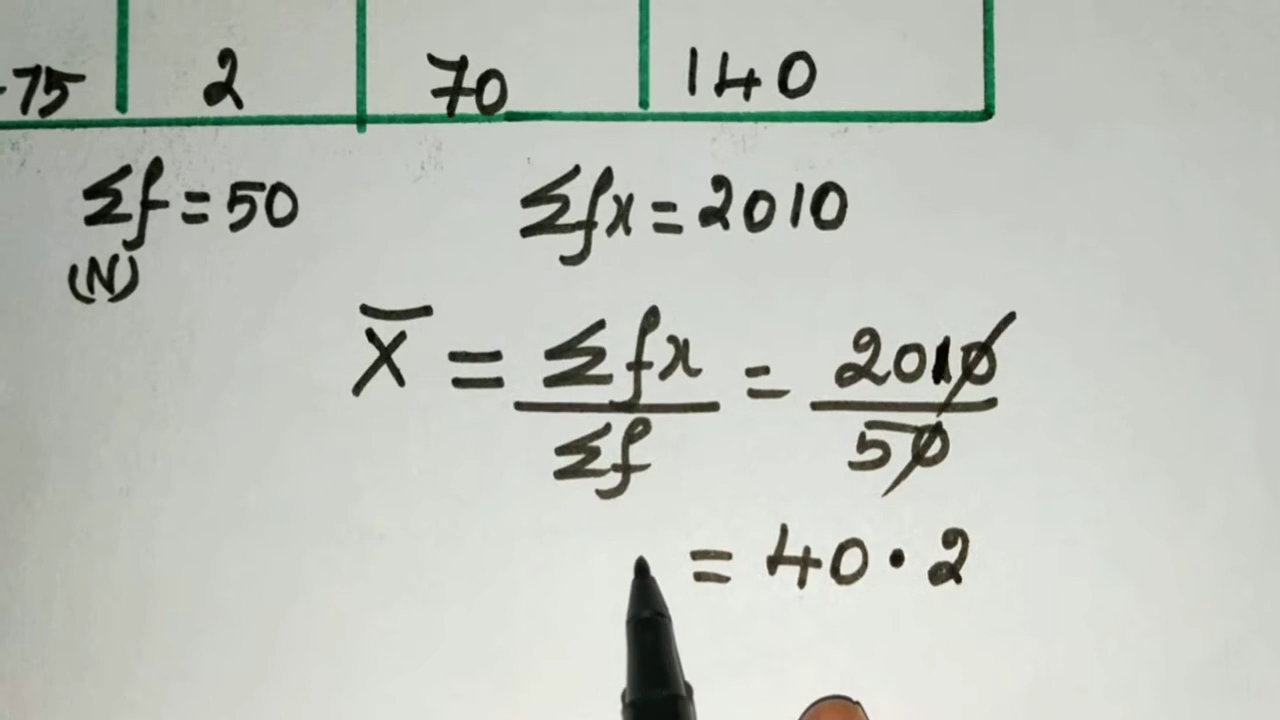 -75 2 70 140
Σf = 50 Σfx = 2010
(N)
X̅ = Σfx / Σf = 2010 / 50
= 40.2